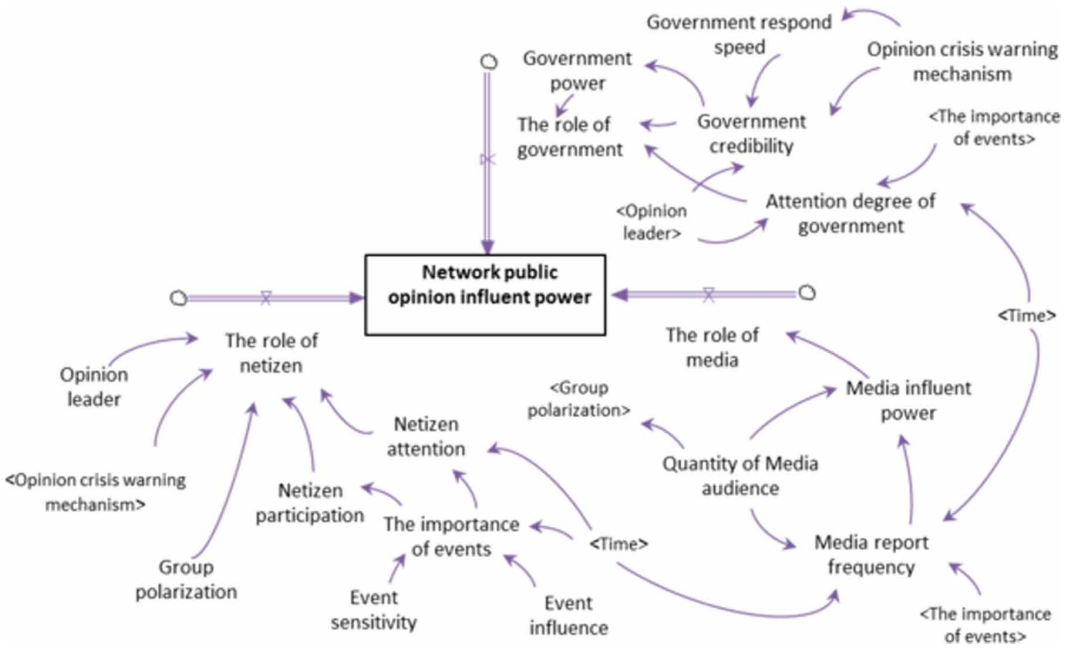 Government respond
speed
Opinion crisis warning
mechanism
Government
power
The role of
government
Government
credibility
<The importance
of events>
<Opinion
leader>
Attention degree of
government
Network public
opinion influent power
<Time>
The role of
netizen
The role of
media
Opinion
leader
<Group
polarization>
Media influent
power
Netizen
attention
<Opinion crisis warning
mechanism>
Quantity of Media
audience
Netizen
participation
The importance
of events
<Time>
Media report
frequency
Group
polarization
Event
sensitivity
Event
influence
<The importance
of events>